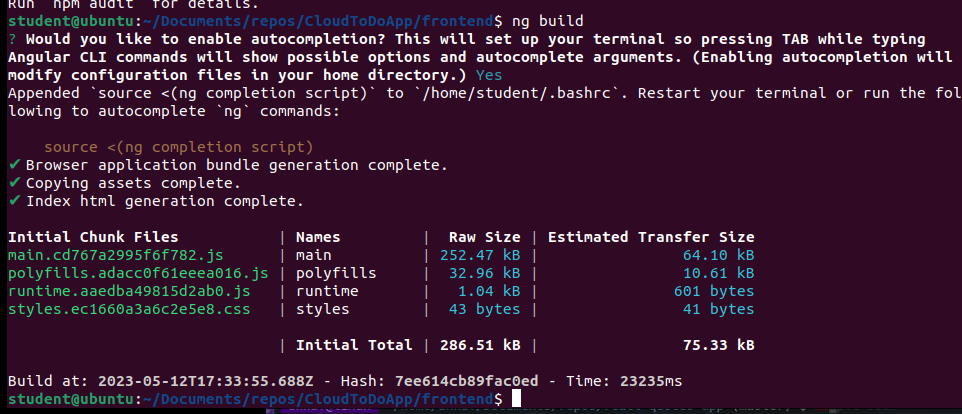 Run `npm audit` for details.
student@ubuntu:~/Documents/repos/CloudToDoApp/frontend$ ng build
? Would you like to enable autocompletion? This will set up your terminal so pressing TAB while typing
Angular CLI commands will show possible options and autocomplete arguments. (Enabling autocompletion will
modify configuration files in your home directory.) Yes
Appended `source <(ng completion script)` to `/home/student/.bashrc`. Restart your terminal or run the fol
lowing to autocomplete `ng` commands:
source <(ng completion script)
✔ Browser application bundle generation complete.
✔ Copying assets complete.
✔ Index html generation complete.
Initial Chunk Files | Names | Raw Size | Estimated Transfer Size
main.cd767a2995f6f782.js | main | 252.47 kB | 64.10 kB
polyfills.adacc0f61eeea016.js | polyfills | 32.96 kB | 10.61 kB
runtime.aaedba49815d2ab0.js | runtime | 1.04 kB | 601 bytes
styles.ec1660a3a6c2e5e8.css | styles | 43 bytes | 41 bytes
| Initial Total | 286.51 kB | 75.33 kB
Build at: 2023-05-12T17:33:55.688Z - Hash: 7ee614cb89fac0ed - Time: 23235ms
student@ubuntu:~/Documents/repos/CloudToDoApp/frontend$